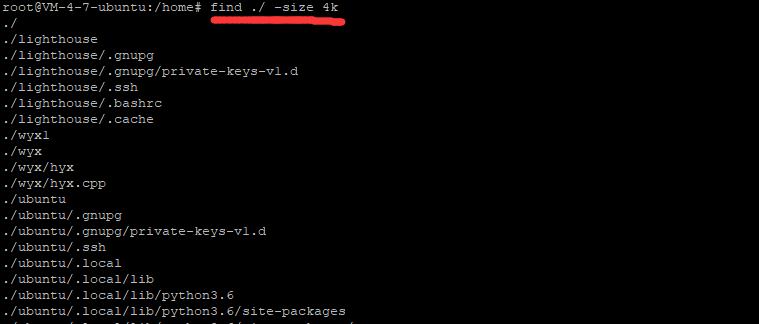 root@VM-4-7-ubuntu:/home# find ./ -size 4k
./
./lighthouse
./lighthouse/.gnupg
./lighthouse/.gnupg/private-keys-v1.d
./lighthouse/.ssh
./lighthouse/.bashrc
./lighthouse/.cache
./wyx1
./wyx
./wyx/hyx
./wyx/hyx.cpp
./ubuntu
./ubuntu/.gnupg
./ubuntu/.gnupg/private-keys-v1.d
./ubuntu/.ssh
./ubuntu/.local
./ubuntu/.local/lib
./ubuntu/.local/lib/python3.6
./ubuntu/.local/lib/python3.6/site-packages